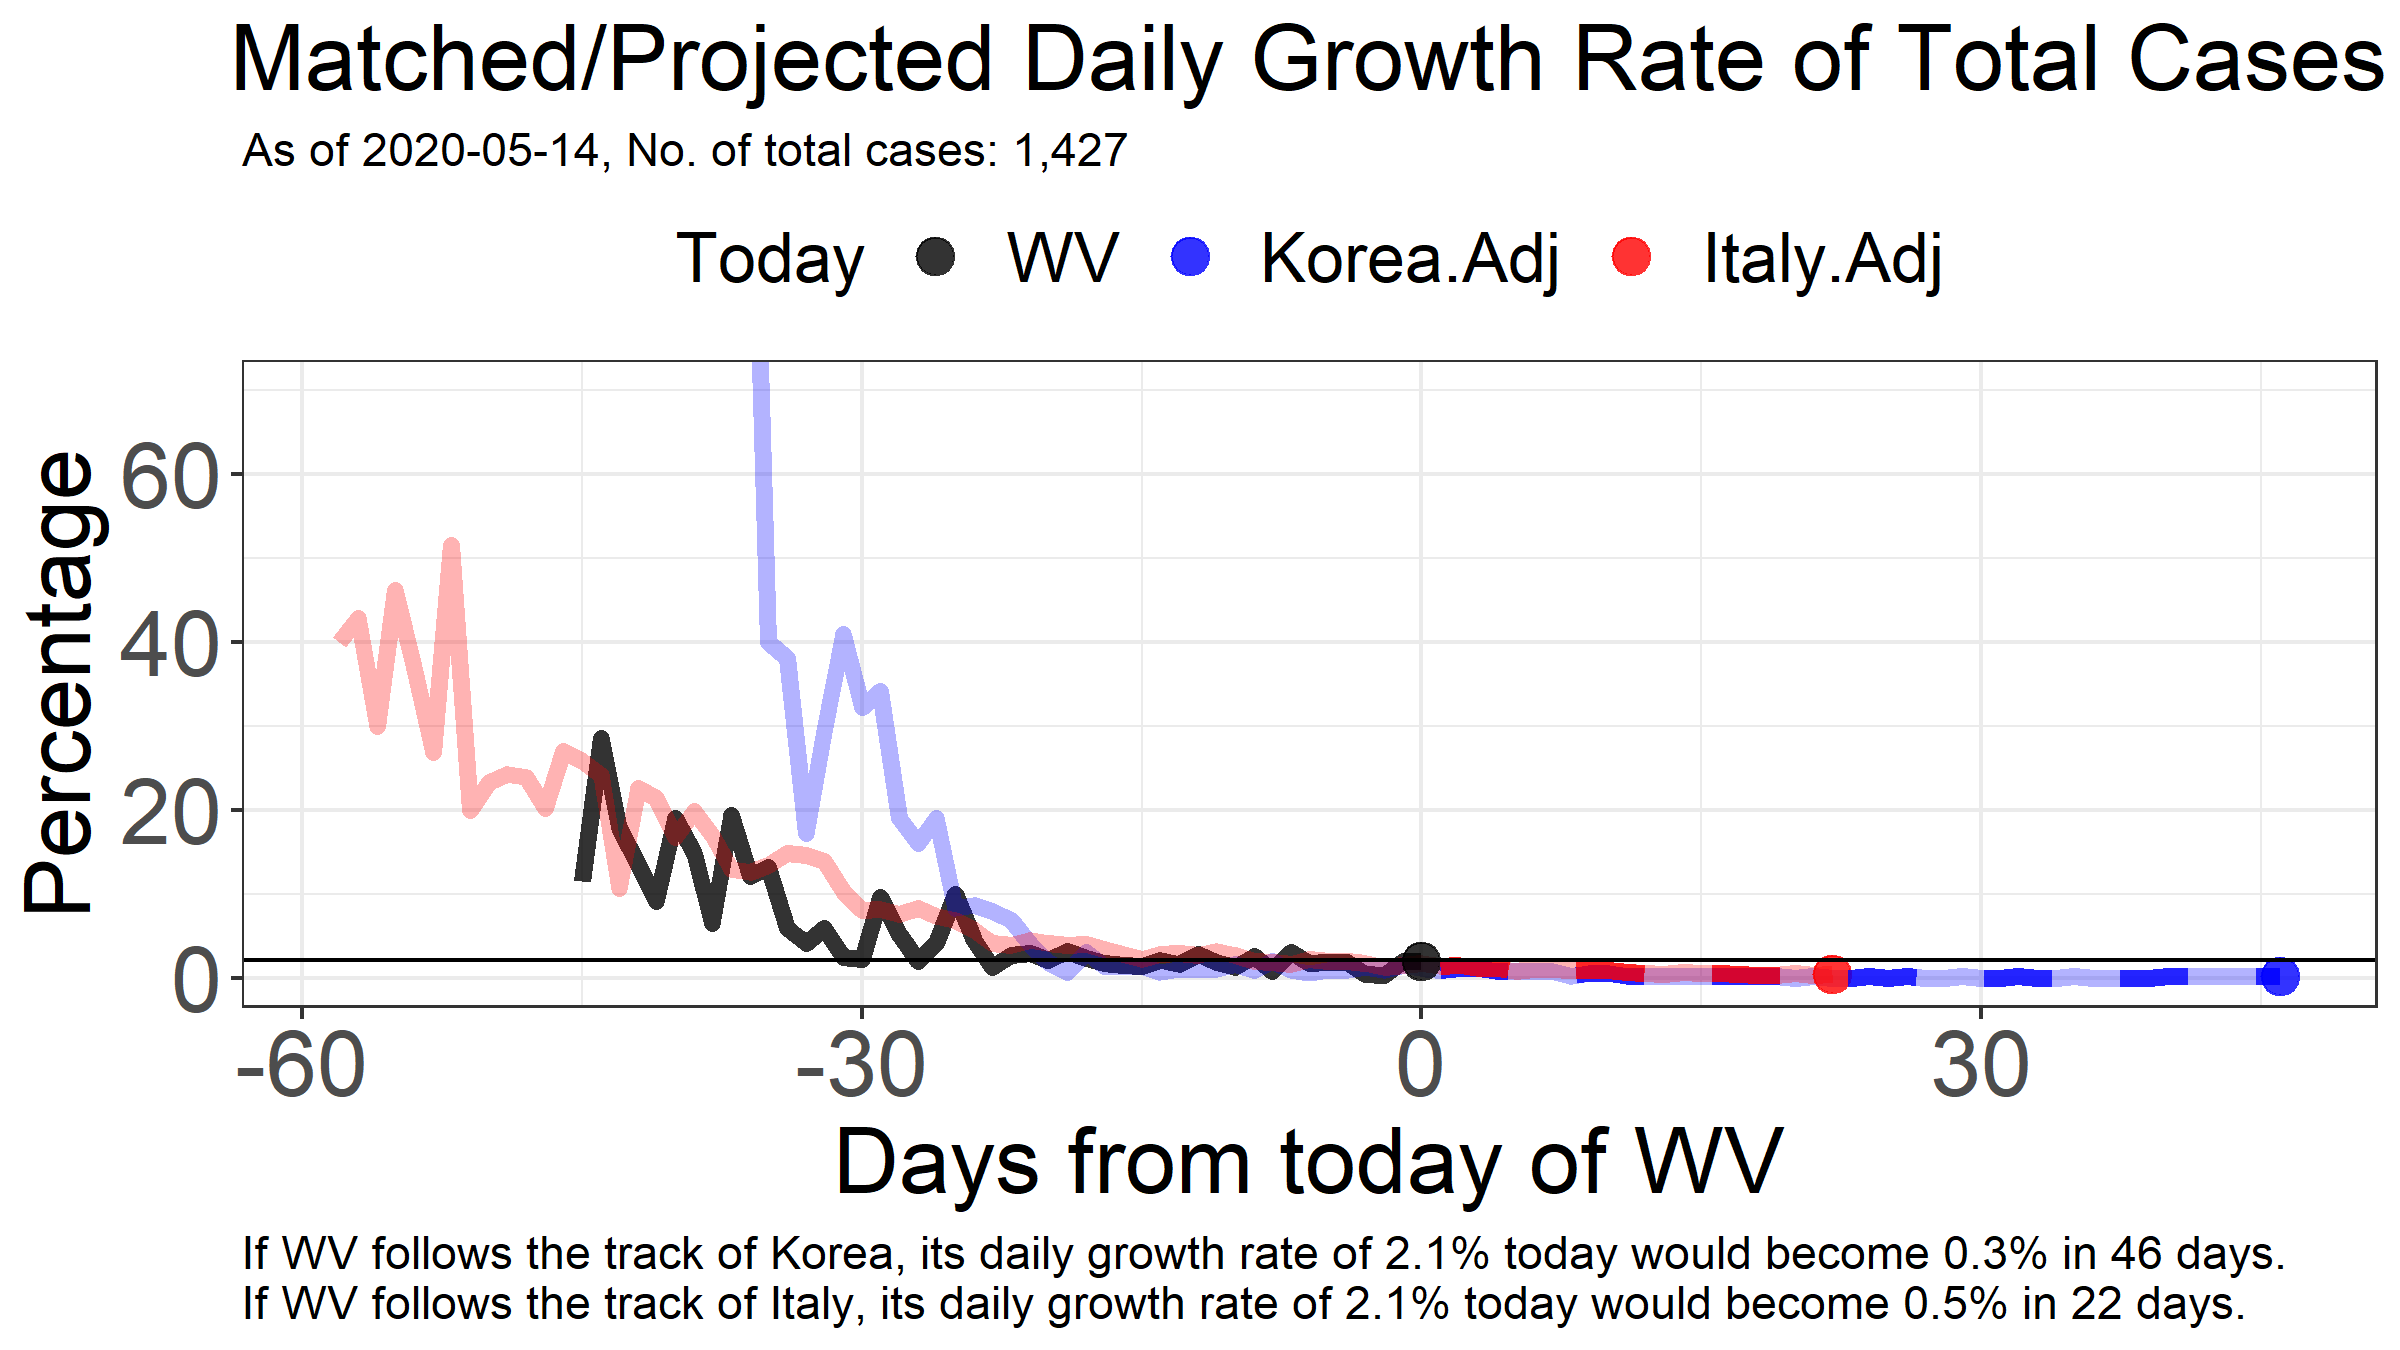 Matched/Projected Daily Growth Rate of Total Cases
As of 2020-05-14, No. of total cases: 1,427
Today WV Korea.Adj Italy.Adj
Percentage
60
40
20
0
-60 -30 0 30
Days from today of WV
If WV follows the track of Korea, its daily growth rate of 2.1% today would become 0.3% in 46 days.
If WV follows the track of Italy, its daily growth rate of 2.1% today would become 0.5% in 22 days.